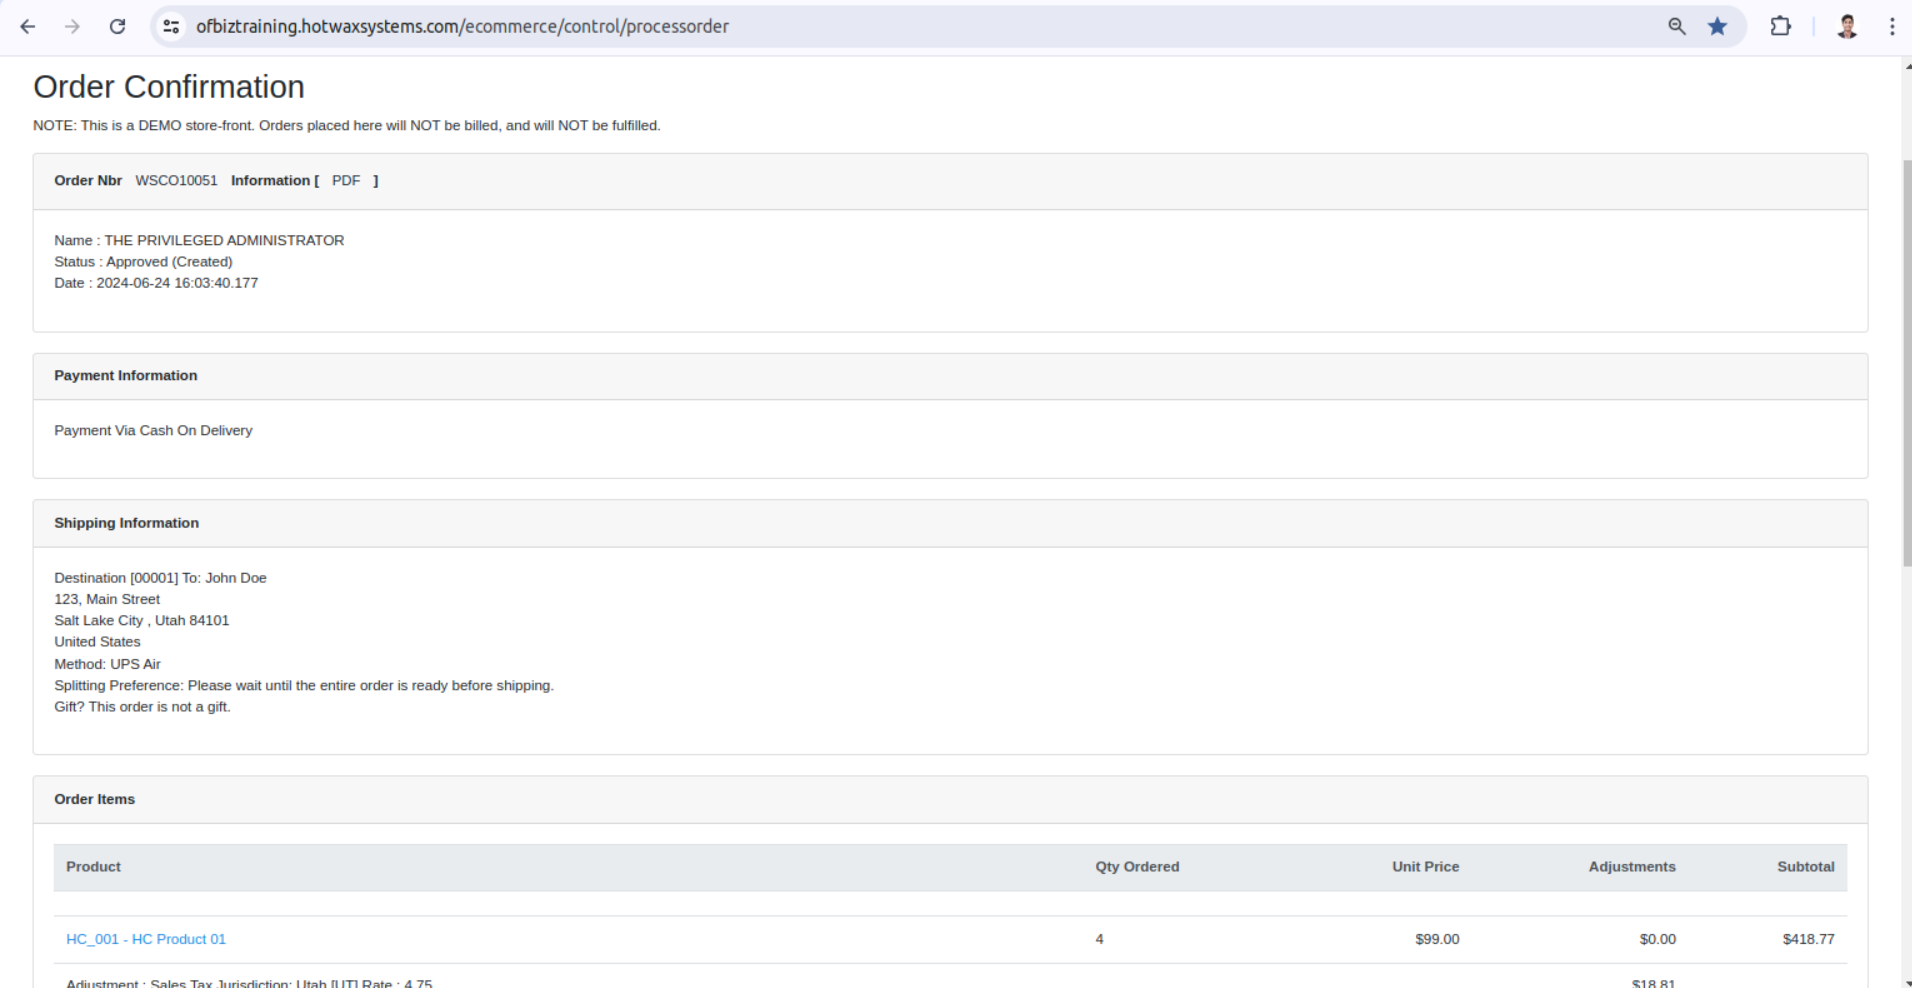 ofbiztraining.hotwaxsystems.com/ecommerce/control/processorder
Order Confirmation
NOTE: This is a DEMO store-front. Orders placed here will NOT be billed, and will NOT be fulfilled.
Order Nbr WSCO10051 Information [ PDF ]
Name : THE PRIVILEGED ADMINISTRATOR
Status : Approved (Created)
Date : 2024-06-24 16:03:40.177
Payment Information
Payment Via Cash On Delivery
Shipping Information
Destination [00001] To: John Doe
123, Main Street
Salt Lake City , Utah 84101
United States
Method: UPS Air
Splitting Preference: Please wait until the entire order is ready before shipping.
Gift? This order is not a gift.
Order Items
Product Qty Ordered Unit Price Adjustments Subtotal
HC_001 - HC Product 01 4 $99.00 $0.00 $418.77
Adjustment : Sales Tax Jurisdiction: Utah [UT] Rate : 4.75 $18.81